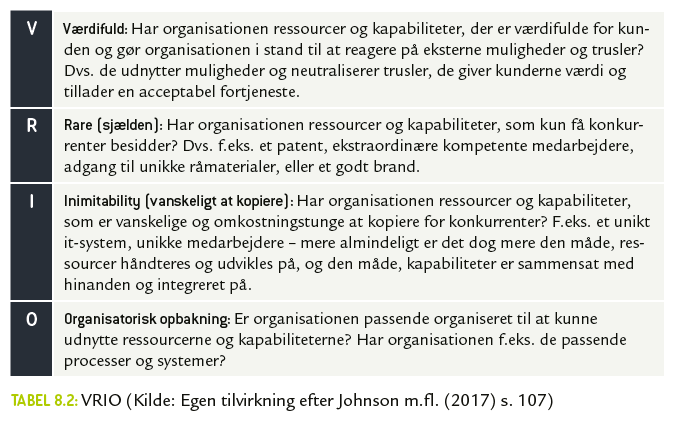 V
Værdifuld: Har organisationen ressourcer og kapabiliteter, der er værdifulde for kun-
den og gør organisationen i stand til at reagere på eksterne muligheder og trusler?
Dvs. de udnytter muligheder og neutraliserer trusler, de giver kunderne værdi og
tillader en acceptabel fortjeneste.
R
Rare (sjælden): Har organisationen ressourcer og kapabiliteter, som kun få konkur-
renter besidder? Dvs. f.eks. et patent, ekstraordinære kompetente medarbejdere,
adgang til unikke råmaterialer, eller et godt brand.
I
Inimitability (vanskeligt at kopiere): Har organisationen ressourcer og kapabiliteter,
som er vanskelige og omkostningstunge at kopiere for konkurrenter? F.eks. et unikt
it-system, unikke medarbejdere – mere almindeligt er det dog mere den måde, res-
sourcer håndteres og udvikles på, og den måde, kapabiliteter er sammensat med
hinanden og integreret på.
O
Organisatorisk opbakning: Er organisationen passende organiseret til at kunne
udnytte ressourcerne og kapabiliteterne? Har organisationen f.eks. de passende
processer og systemer?
TABEL 8.2: VRIO (Kilde: Egen tilvirkning efter Johnson m.fl. (2017) s. 107)